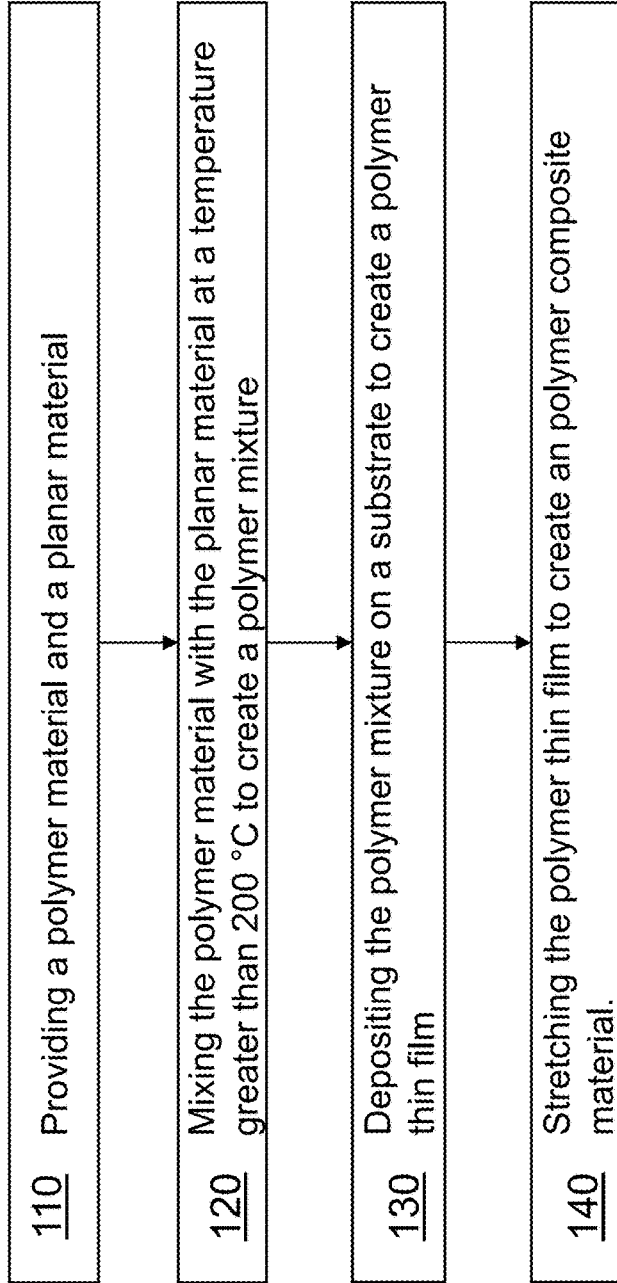 110 Providing a polymer material and a planar material
120 Mixing the polymer material with the planar material at a temperature
greater than 200 °C to create a polymer mixture
130 Depositing the polymer mixture on a substrate to create a polymer
thin film
140 Stretching the polymer thin film to create an polymer composite
material.